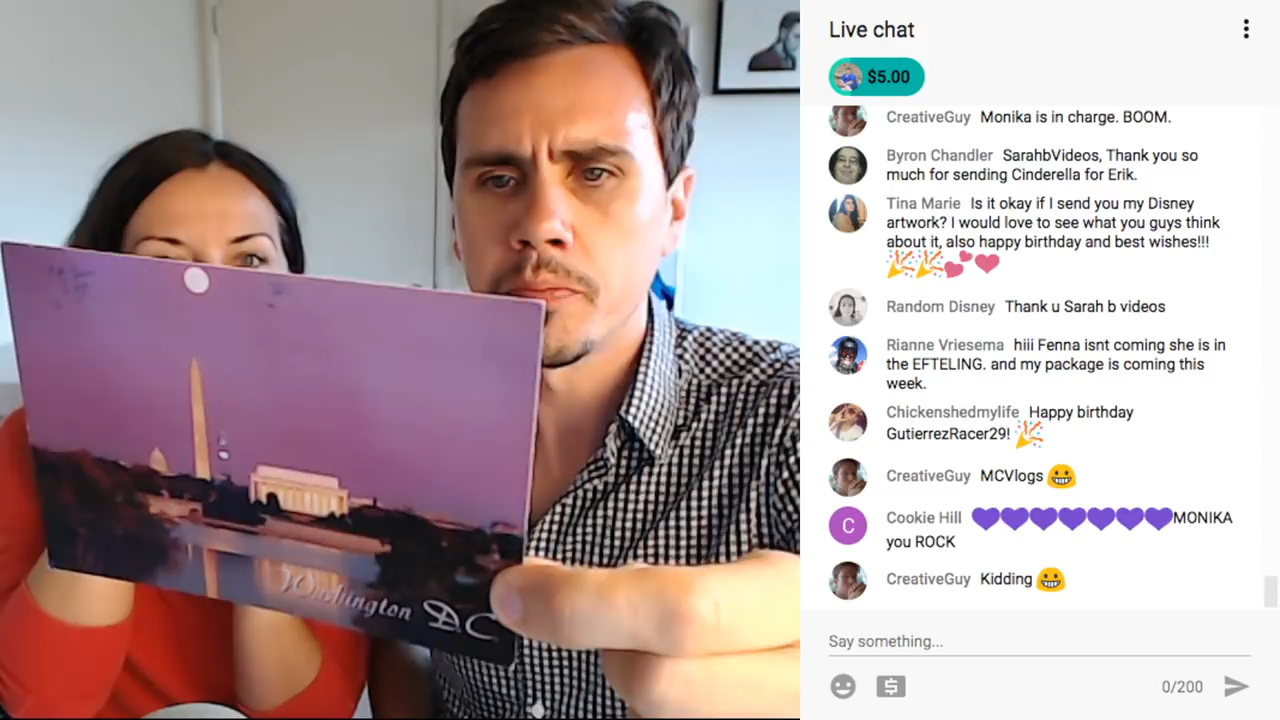 Live chat
$5.00
CreativeGuy Monika is in charge. BOOM.
Byron Chandler SarahbVideos, Thank you so
much for sending Cinderella for Erik.
Tina Marie Is it okay if I send you my Disney
artwork? I would love to see what you guys think
about it, also happy birthday and best wishes!!!
🎉🎉💕❤
Random Disney Thank u Sarah b videos
Rianne Vriesema hiii Fenna isnt coming she is in
the EFTELING. and my package is coming this
week.
Chickenshedmylife Happy birthday
GutierrezRacer29! 🎉
CreativeGuy MCVlogs 😀
C
Cookie Hill 💜💜💜💜💜💜💜MONIKA
you ROCK
CreativeGuy Kidding 😀
Say something...
0/200
Washington D.C.